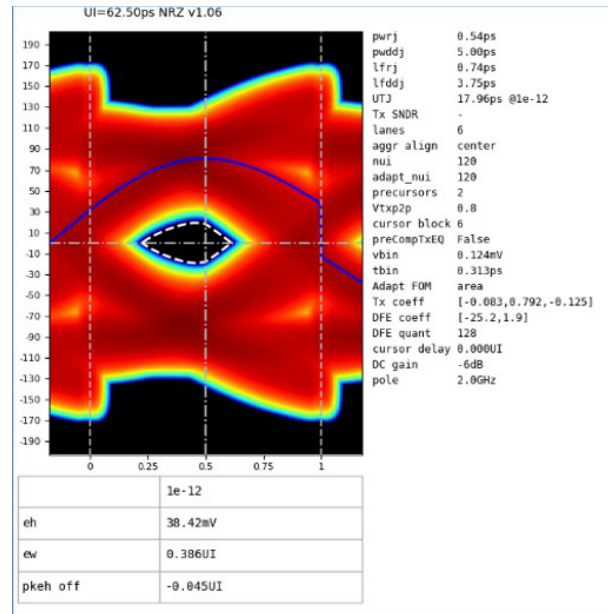 UI=62.50ps NRZ v1.06
190
170
150
130
110
90
70
50
30
10
-10
-30
-50
-70
-90
-110
-130
-150
-170
-190
0 0.25 0.5 0.75 1
pwrj 0.54ps
pwddj 5.00ps
lfrj 0.74ps
lfddj 3.75ps
UTJ 17.96ps @1e-12
Tx SNDR -
lanes 6
aggr align center
nui 120
adapt_nui 120
precursors 2
Vtxp2p 0.8
cursor block 6
preCompTxEQ False
vbin 0.124mV
tbin 0.313ps
Adapt FOM area
Tx coeff [-0.083,0.792,-0.125]
DFE coeff [-25.2,1.9]
DFE quant 128
cursor delay 0.000UI
DC gain -6dB
pole 2.0GHz
1e-12
eh 38.42mV
ew 0.386UI
pkeh off -0.045UI